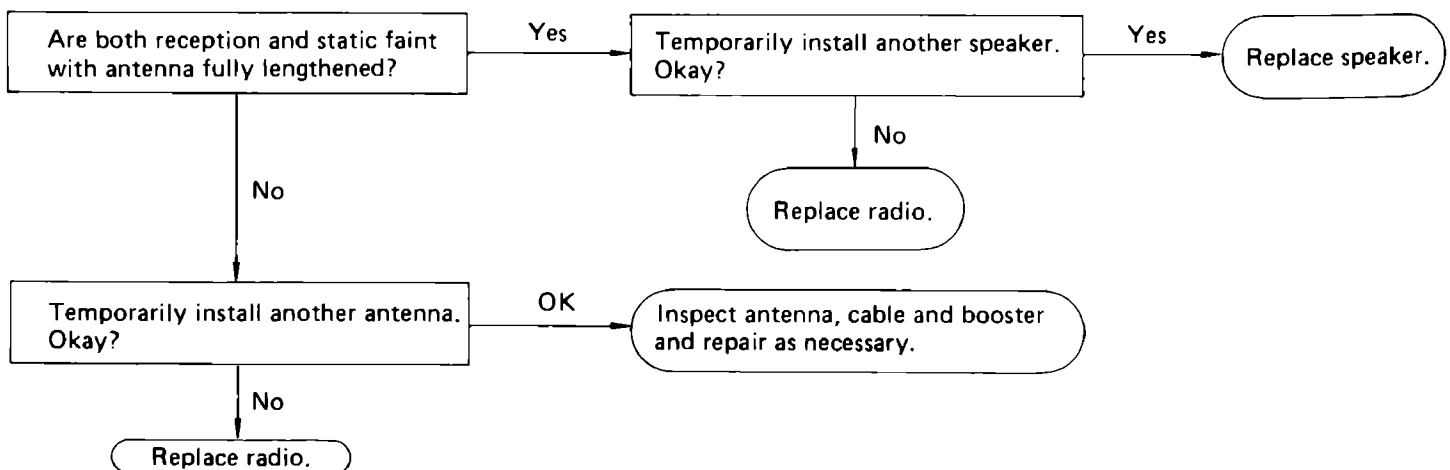 Are both reception and static faint
with antenna fully lengthened?
Yes
Temporarily install another speaker.
Okay?
Yes
Replace speaker.
No
Replace radio.
No
Temporarily install another antenna.
Okay?
OK
Inspect antenna, cable and booster
and repair as necessary.
No
Replace radio.